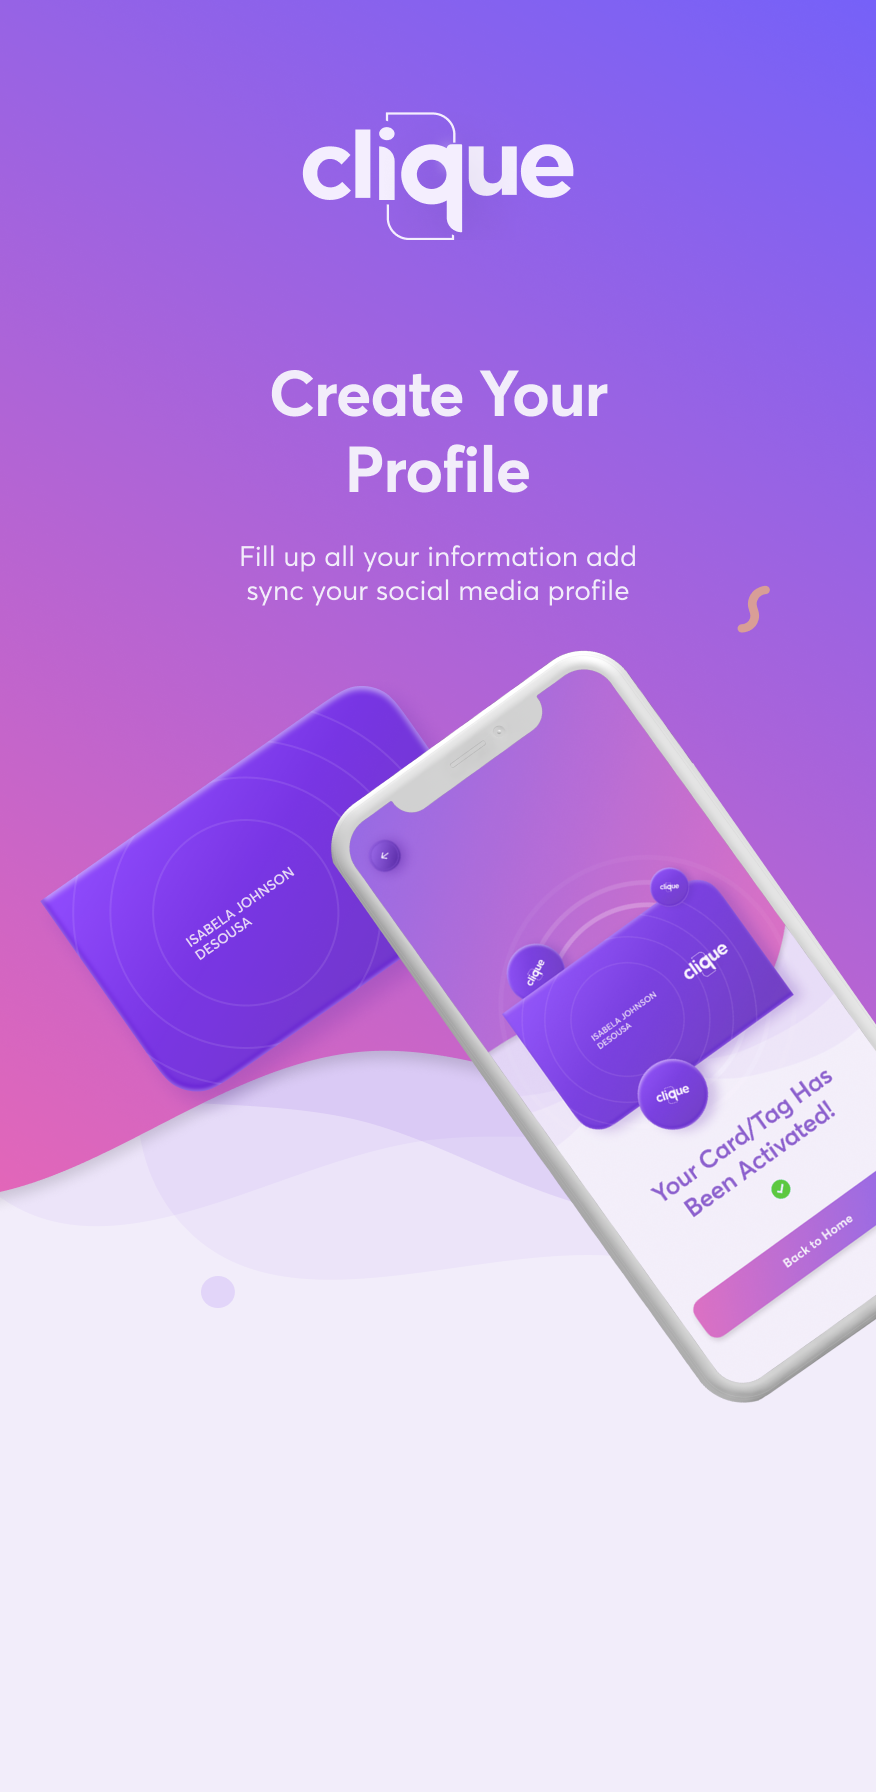 clique
Create Your
Profile
Fill up all your information add
sync your social media profile
ISABELA JOHNSON
DESOUSA
clique
clique
clique
ISABELA JOHNSON
DESOUSA
clique
Your Card/Tag Has
Been Activated!
Back to Home